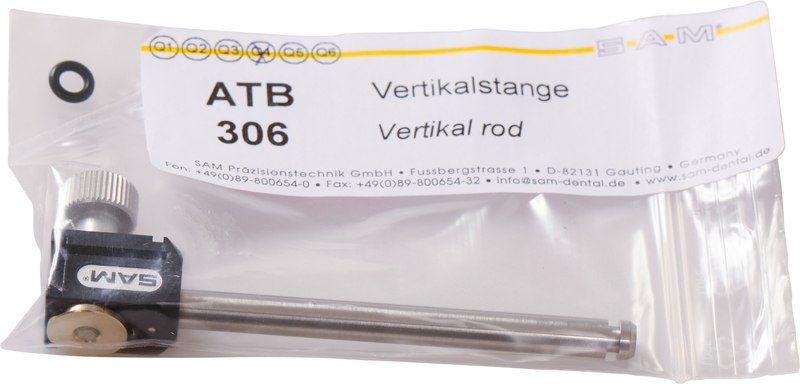 Q1 Q2 Q3 Q4 Q5 Q6
S-A-M®
ATB
306
Vertikalstange
Vertikal rod
SAM Präzisionstechnik GmbH • Fussbergstrasse 1 • D-82131 Gauting • Germany
Fon: +49(0)89-800654-0 • Fax: +49(0)89-800654-32 • info@sam-dental.de • www.sam-dental.de
SAM